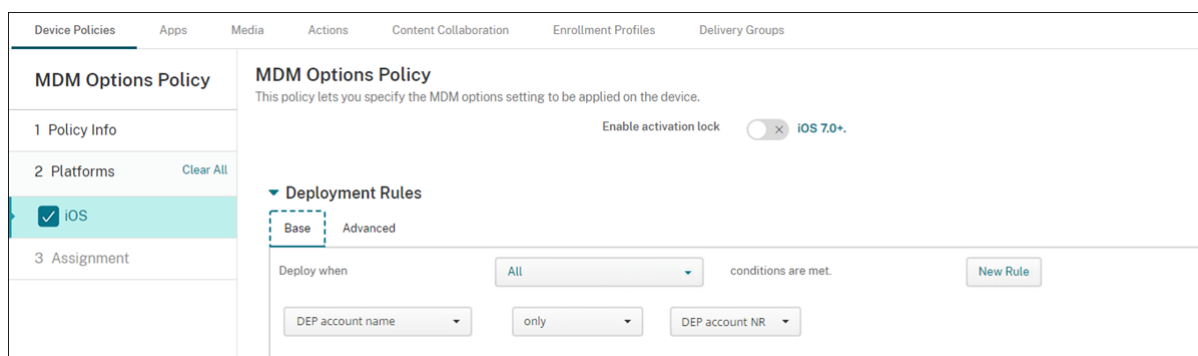 Device Policies Apps Media Actions Content Collaboration Enrollment Profiles Delivery Groups
MDM Options Policy
1 Policy Info
2 Platforms Clear All
iOS
3 Assignment
MDM Options Policy
This policy lets you specify the MDM options setting to be applied on the device.
Enable activation lock iOS 7.0+.
Deployment Rules
Base Advanced
Deploy when All conditions are met. New Rule
DEP account name only DEP account NR